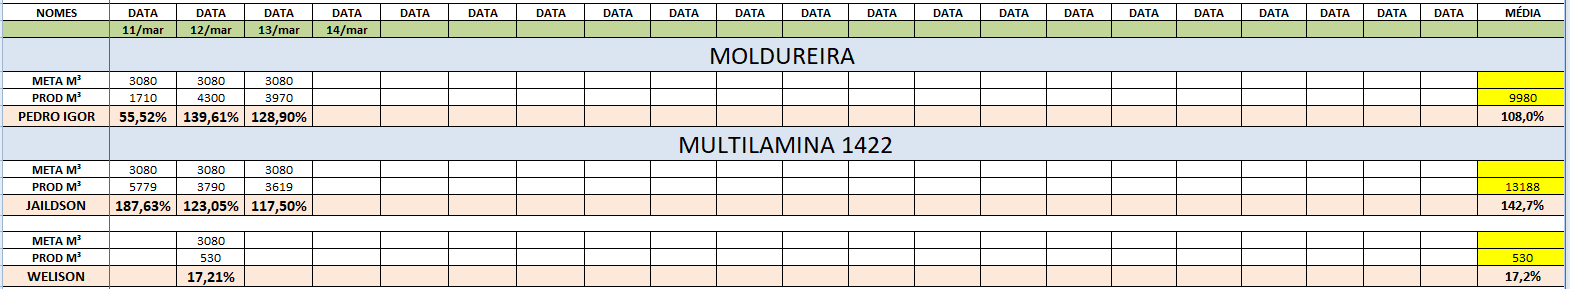 NOMES DATA DATA DATA DATA DATA DATA DATA DATA DATA DATA DATA DATA DATA DATA DATA DATA DATA DATA DATA DATA DATA MÉDIA
11/mar 12/mar 13/mar 14/mar
MOLDUREIRA
META M³ 3080 3080 3080
PROD M³ 1710 4300 3970 9980
PEDRO IGOR 55,52% 139,61% 128,90% 108,0%
MULTILAMINA 1422
META M³ 3080 3080 3080
PROD M³ 5779 3790 3619 13188
JAILDSON 187,63% 123,05% 117,50% 142,7%
META M³ 3080
PROD M³ 530 530
WELISON 17,21% 17,2%